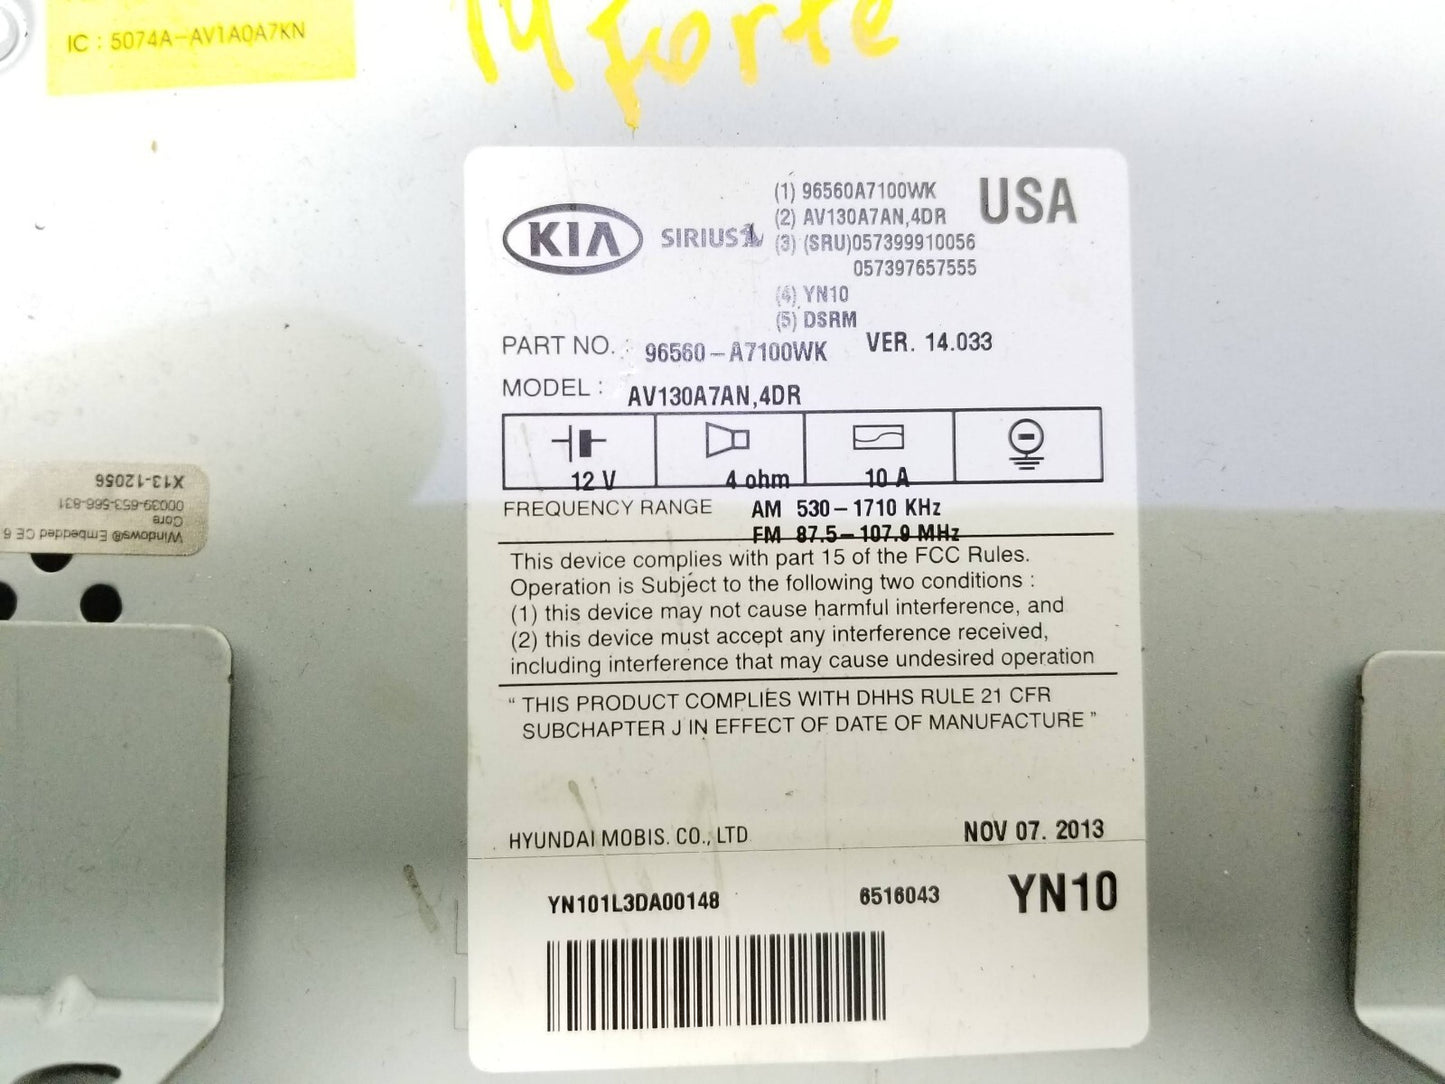 IC : 5074A-AV1A0A7KN
14 Forte
KIA
SIRIUS
(1) 96560A7100WK
(2) AV130A7AN,4DR
(3) (SRU)057399910056
057397657555
(4) YN10
(5) DSRM
USA
PART NO. : 96560-A7100WK VER. 14.033
MODEL : AV130A7AN,4DR
12 V 4 ohm 10 A
FREQUENCY RANGE AM 530-1710 KHz
FM 87.5-107.9 MHz
This device complies with part 15 of the FCC Rules.
Operation is Subject to the following two conditions :
(1) this device may not cause harmful interference, and
(2) this device must accept any interference received,
including interference that may cause undesired operation
“ THIS PRODUCT COMPLIES WITH DHHS RULE 21 CFR
SUBCHAPTER J IN EFFECT OF DATE OF MANUFACTURE ”
HYUNDAI MOBIS. CO., LTD NOV 07. 2013
YN101L3DA00148 6516043 YN10
Windows® Embedded CE 6
Core
00039-653-566-831
X13-12056